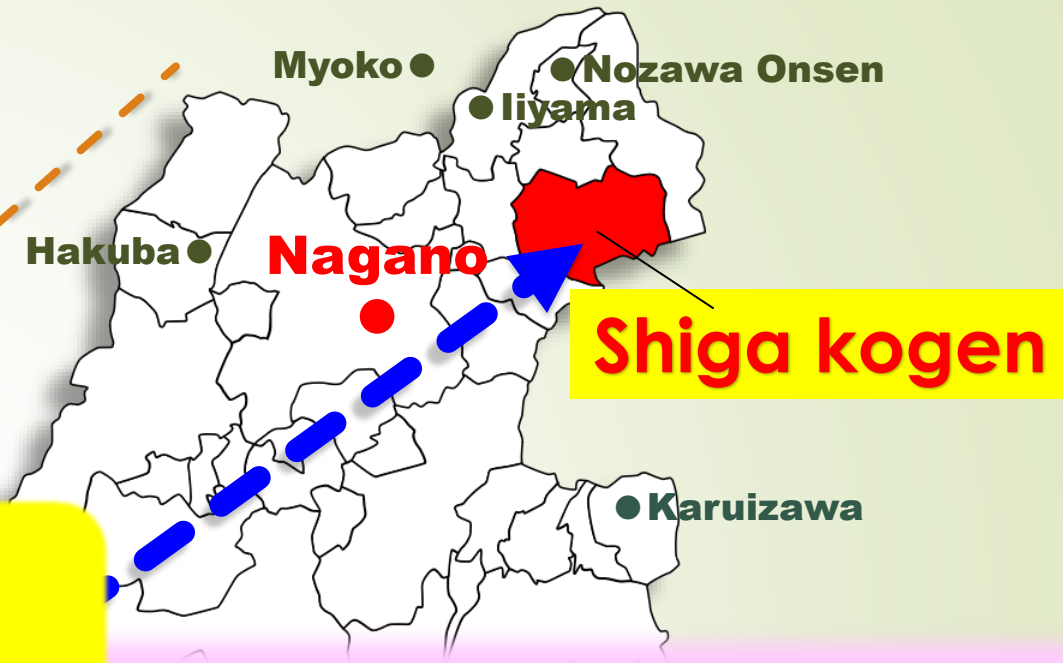 Myoko
Nozawa Onsen
Iiyama
Hakuba
Nagano
Shiga kogen
Karuizawa